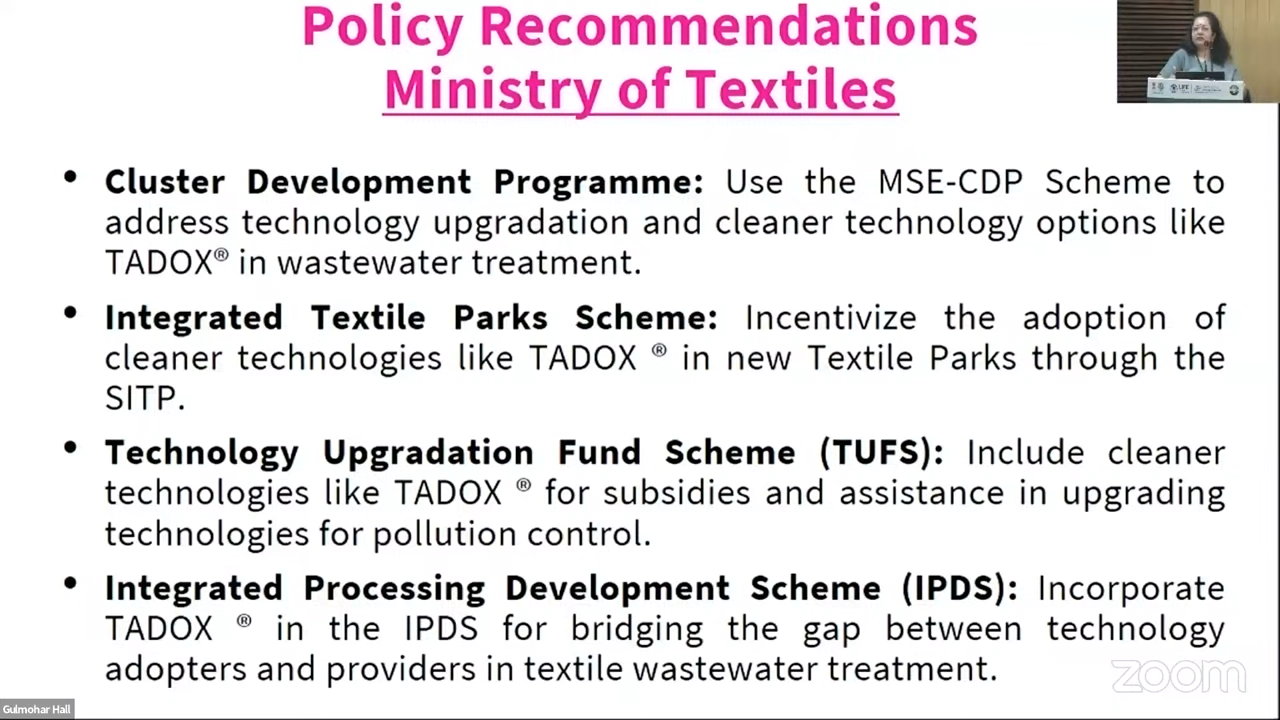 Policy Recommendations
Ministry of Textiles
• Cluster Development Programme: Use the MSE-CDP Scheme to
address technology upgradation and cleaner technology options like
TADOX® in wastewater treatment.
• Integrated Textile Parks Scheme: Incentivize the adoption of
cleaner technologies like TADOX ® in new Textile Parks through the
SITP.
• Technology Upgradation Fund Scheme (TUFS): Include cleaner
technologies like TADOX ® for subsidies and assistance in upgrading
technologies for pollution control.
• Integrated Processing Development Scheme (IPDS): Incorporate
TADOX ® in the IPDS for bridging the gap between technology
adopters and providers in textile wastewater treatment.
zoom
Gulmohar Hall